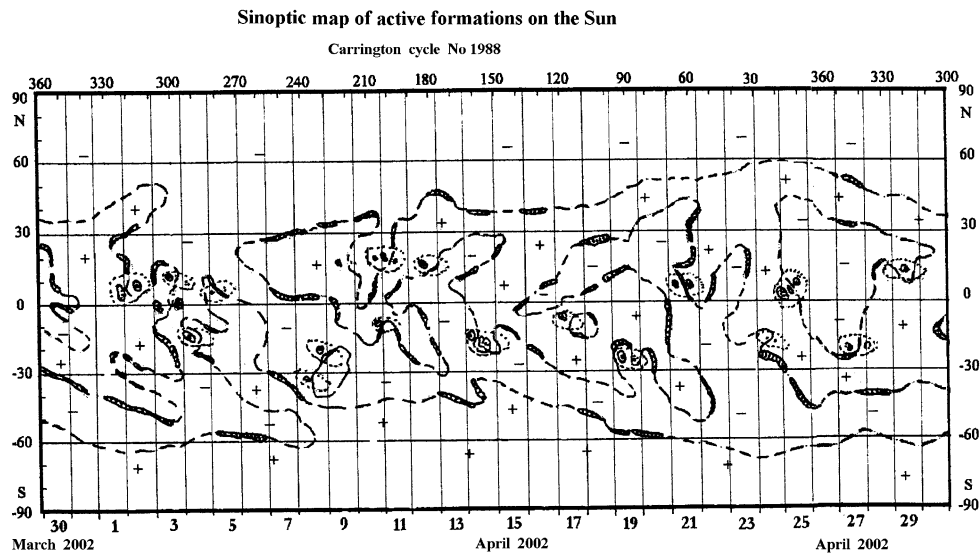 Sinoptic map of active formations on the Sun
Carrington cycle No 1988
360 330 300 270 240 210 180 150 120 90 60 30 360 330 300
90 90
N N
60 60
30 30
0 0
-30 -30
-60 -60
S S
-90 -90
30 1 3 5 7 9 11 13 15 17 19 21 23 25 27 29
March 2002 April 2002 April 2002